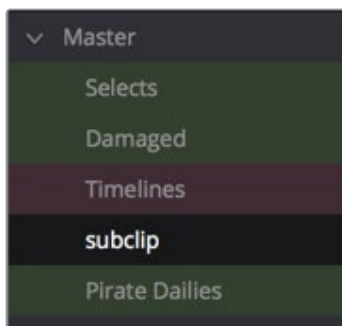 Master
Selects
Damaged
Timelines
subclip
Pirate Dailies